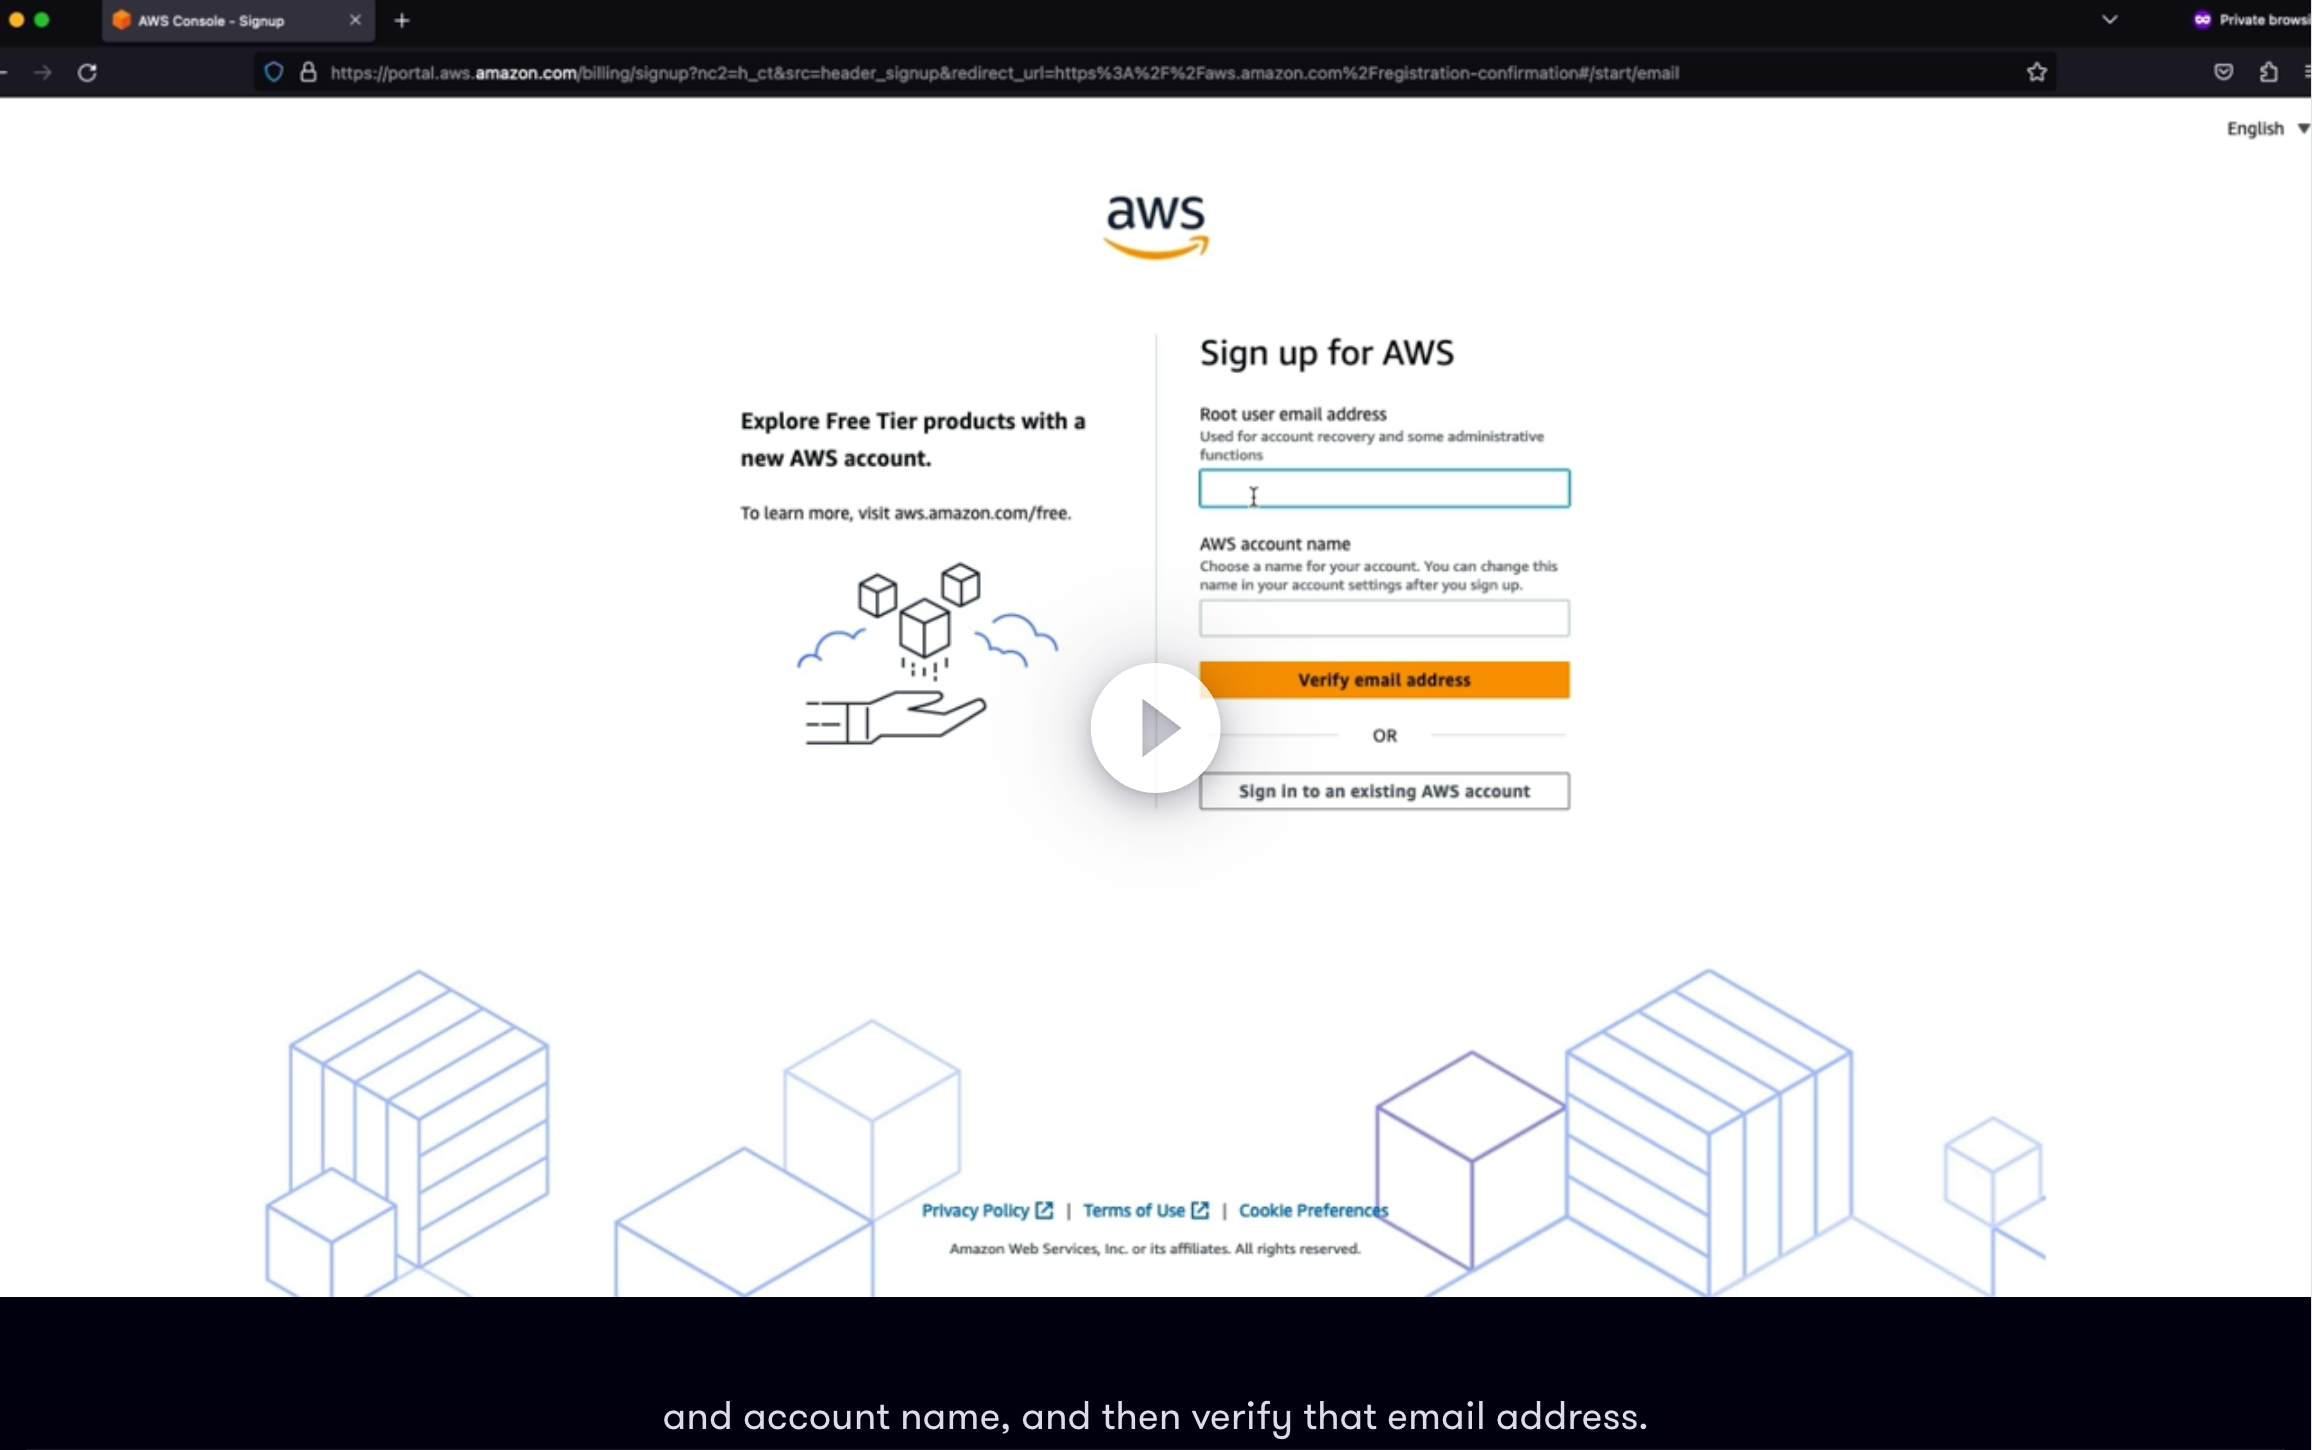 AWS Console - Signup
https://portal.aws.amazon.com/billing/signup?nc2=h_ct&src=header_signup&redirect_url=https%3A%2F%2Faws.amazon.com%2Fregistration-confirmation#/start/email
English
aws
Explore Free Tier products with a
new AWS account.
To learn more, visit aws.amazon.com/free.
Sign up for AWS
Root user email address
Used for account recovery and some administrative
functions
AWS account name
Choose a name for your account. You can change this
name in your account settings after you sign up.
Verify email address
OR
Sign in to an existing AWS account
Privacy Policy | Terms of Use | Cookie Preferences
Amazon Web Services, Inc. or its affiliates. All rights reserved.
and account name, and then verify that email address.